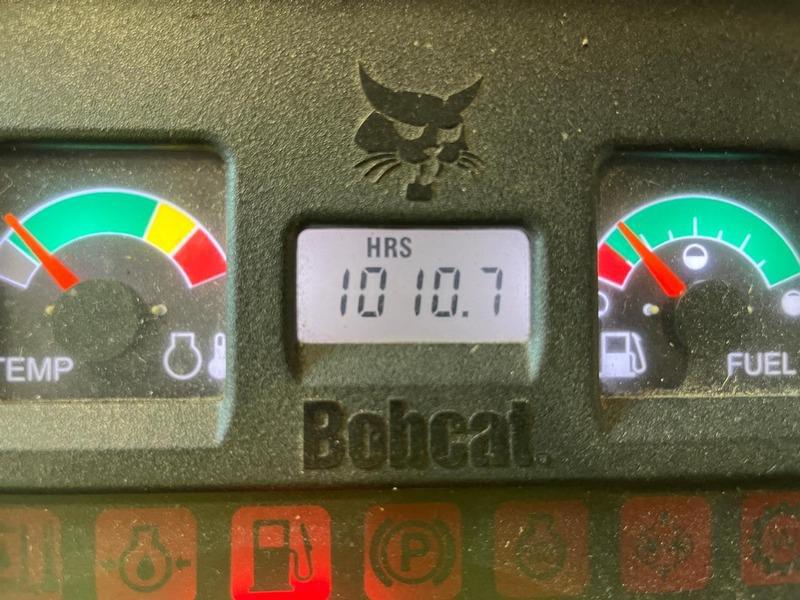 HRS
1010.7
TEMP
FUEL
Bobcat.
P